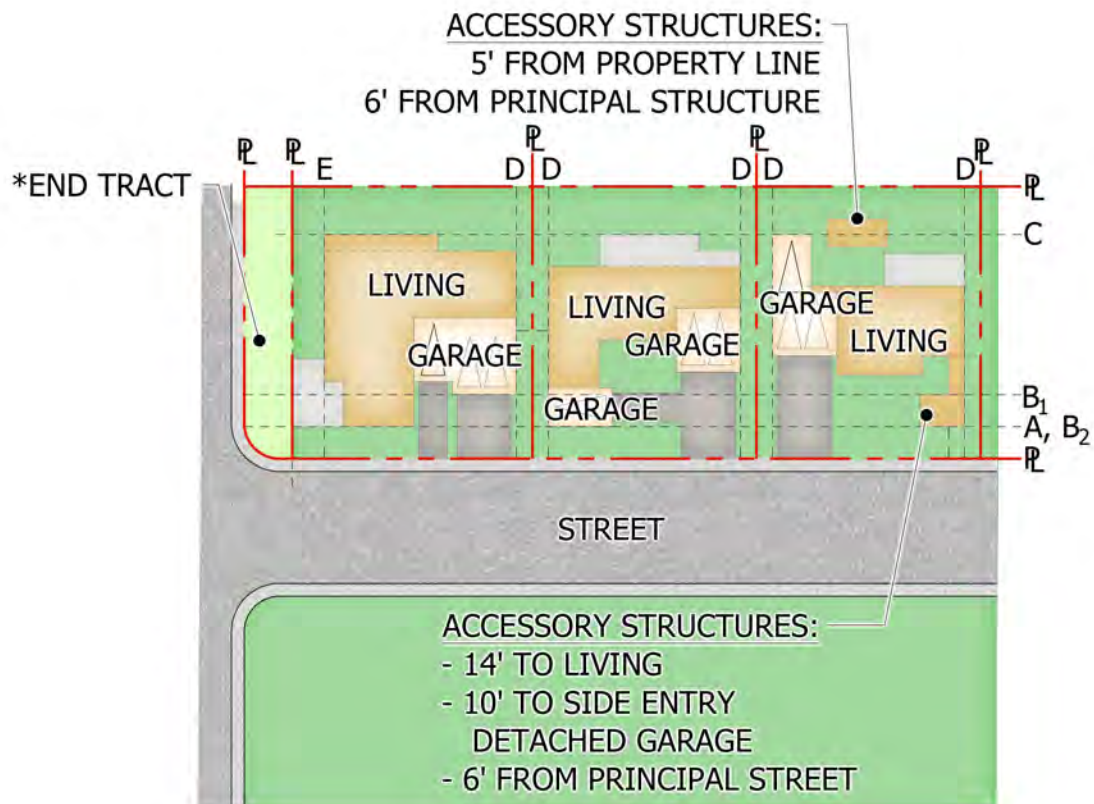 ACCESSORY STRUCTURES:
5' FROM PROPERTY LINE
6' FROM PRINCIPAL STRUCTURE
PL PL E D PL D D PL D D PL
*END TRACT
PL
C
LIVING
LIVING
GARAGE
LIVING
GARAGE
GARAGE
GARAGE
B1
A, B2
PL
STREET
ACCESSORY STRUCTURES:
- 14' TO LIVING
- 10' TO SIDE ENTRY
DETACHED GARAGE
- 6' FROM PRINCIPAL STREET